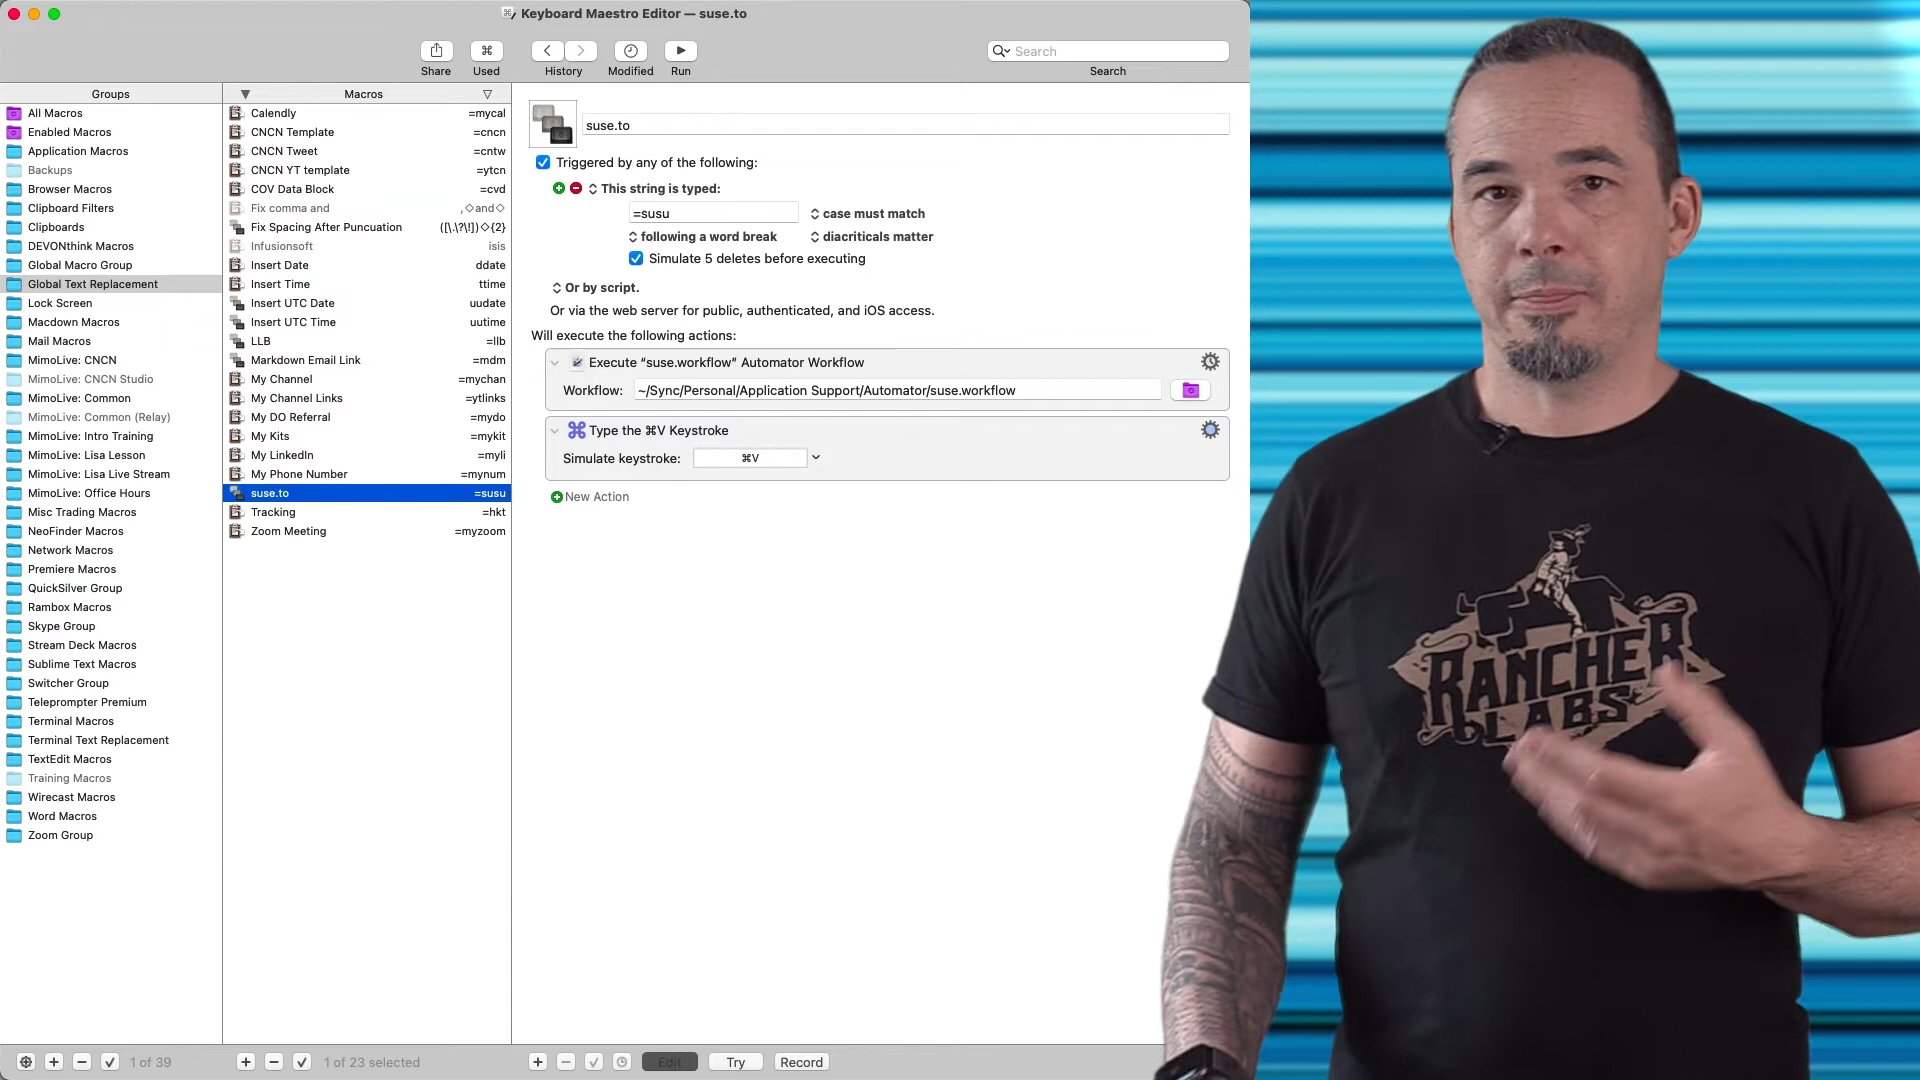 Keyboard Maestro Editor — suse.to
Share
Used
History
Modified
Run
Search
Search
Groups
All Macros
Enabled Macros
Application Macros
Backups
Browser Macros
Clipboard Filters
Clipboards
DEVONthink Macros
Global Macro Group
Global Text Replacement
Lock Screen
Macdown Macros
Mail Macros
MimoLive: CNCN
MimoLive: CNCN Studio
MimoLive: Common
MimoLive: Common (Relay)
MimoLive: Intro Training
MimoLive: Lisa Lesson
MimoLive: Lisa Live Stream
MimoLive: Office Hours
Misc Trading Macros
NeoFinder Macros
Network Macros
Premiere Macros
QuickSilver Group
Rambox Macros
Skype Group
Stream Deck Macros
Sublime Text Macros
Switcher Group
Teleprompter Premium
Terminal Macros
Terminal Text Replacement
TextEdit Macros
Training Macros
Wirecast Macros
Word Macros
Zoom Group
1 of 39
Macros
Calendly =mycal
CNCN Template =cncn
CNCN Tweet =cntw
CNCN YT template =ytcn
COV Data Block =cvd
Fix comma and ,◇and◇
Fix Spacing After Puncuation ([\.\?\!])◇{2}
Infusionsoft isis
Insert Date ddate
Insert Time ttime
Insert UTC Date uudate
Insert UTC Time uutime
LLB =llb
Markdown Email Link =mdm
My Channel =mychan
My Channel Links =ytlinks
My DO Referral =mydo
My Kits =mykit
My LinkedIn =myli
My Phone Number =mynum
suse.to =susu
Tracking =hkt
Zoom Meeting =myzoom
1 of 23 selected
suse.to
Triggered by any of the following:
This string is typed:
=susu case must match
following a word break diacriticals matter
Simulate 5 deletes before executing
Or by script.
Or via the web server for public, authenticated, and iOS access.
Will execute the following actions:
Execute “suse.workflow” Automator Workflow
Workflow: ~/Sync/Personal/Application Support/Automator/suse.workflow
Type the ⌘V Keystroke
Simulate keystroke: ⌘V
New Action
Edit
Try
Record
RANCHER
LABS